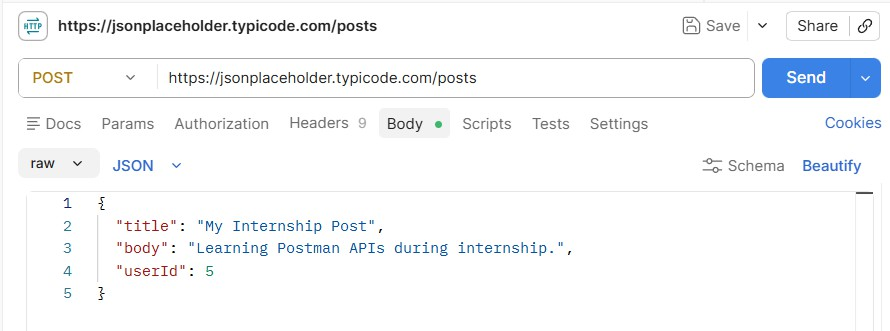 HTTP https://jsonplaceholder.typicode.com/posts Save Share
POST https://jsonplaceholder.typicode.com/posts Send
Docs Params Authorization Headers 9 Body Scripts Tests Settings Cookies
raw JSON Schema Beautify
1 {
2 "title": "My Internship Post",
3 "body": "Learning Postman APIs during internship.",
4 "userId": 5
5 }